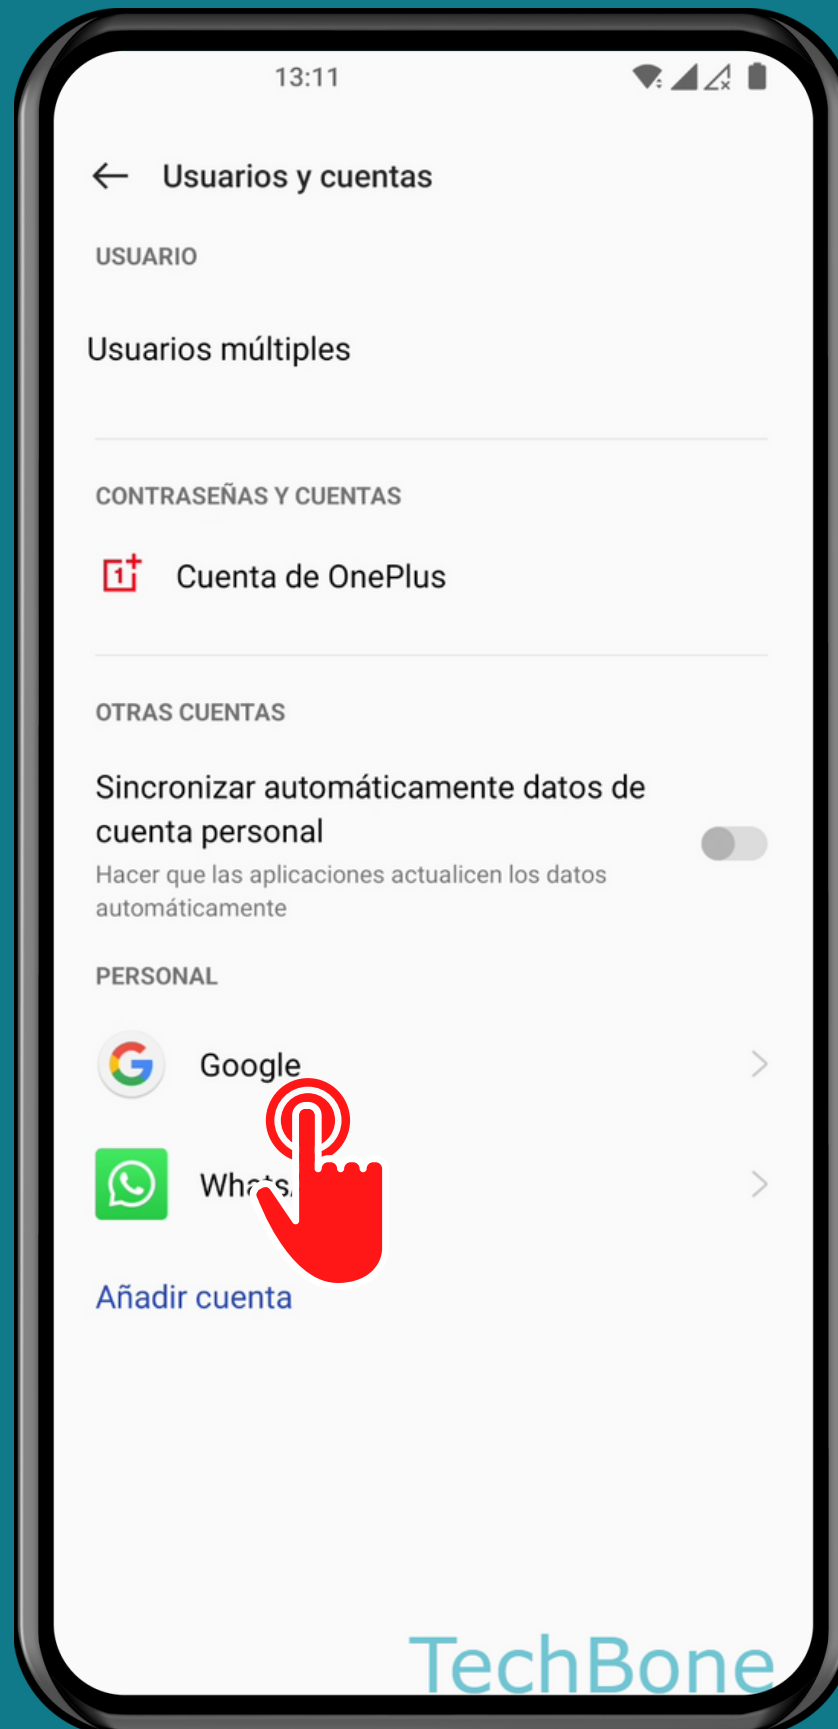 13:11
Usuarios y cuentas
USUARIO
Usuarios múltiples
CONTRASEÑAS Y CUENTAS
Cuenta de OnePlus
OTRAS CUENTAS
Sincronizar automáticamente datos de
cuenta personal
Hacer que las aplicaciones actualicen los datos
automáticamente
PERSONAL
Google
Añadir cuenta
TechBone